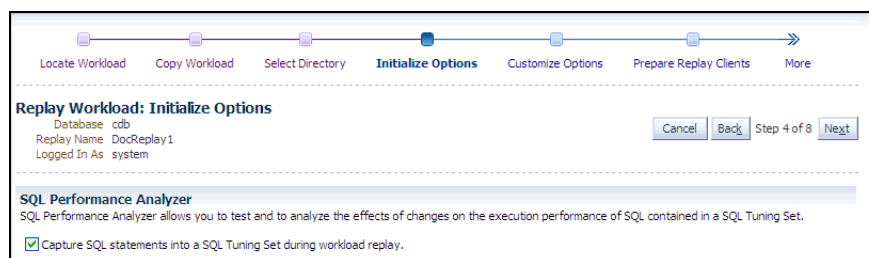 Locate Workload Copy Workload Select Directory Initialize Options Customize Options Prepare Replay Clients More
Replay Workload: Initialize Options
Database cdb
Replay Name DocReplay1
Logged In As system
Cancel Back Step 4 of 8 Next
SQL Performance Analyzer
SQL Performance Analyzer allows you to test and to analyze the effects of changes on the execution performance of SQL contained in a SQL Tuning Set.
Capture SQL statements into a SQL Tuning Set during workload replay.